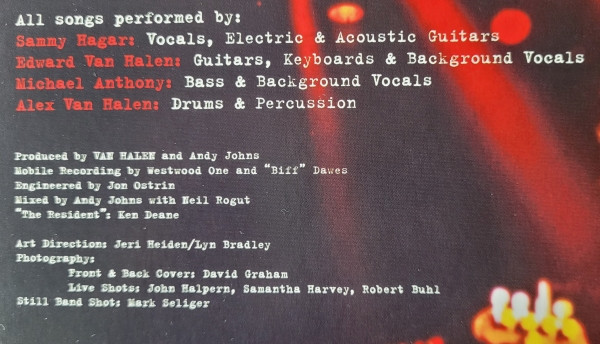 All songs performed by:
Sammy Hagar: Vocals, Electric & Acoustic Guitars
Edward Van Halen: Guitars, Keyboards & Background Vocals
Michael Anthony: Bass & Background Vocals
Alex Van Halen: Drums & Percussion
Produced by VAN HALEN and Andy Johns
Mobile Recording by Westwood One and "Biff" Dawes
Engineered by Jon Ostrin
Mixed by Andy Johns with Neil Rogut
"The Resident": Ken Deane
Art Direction: Jeri Heiden/Lyn Bradley
Photography:
Front & Back Cover: David Graham
Live Shots: John Halpern, Samantha Harvey, Robert Buhl
Still Band Shot: Mark Seliger